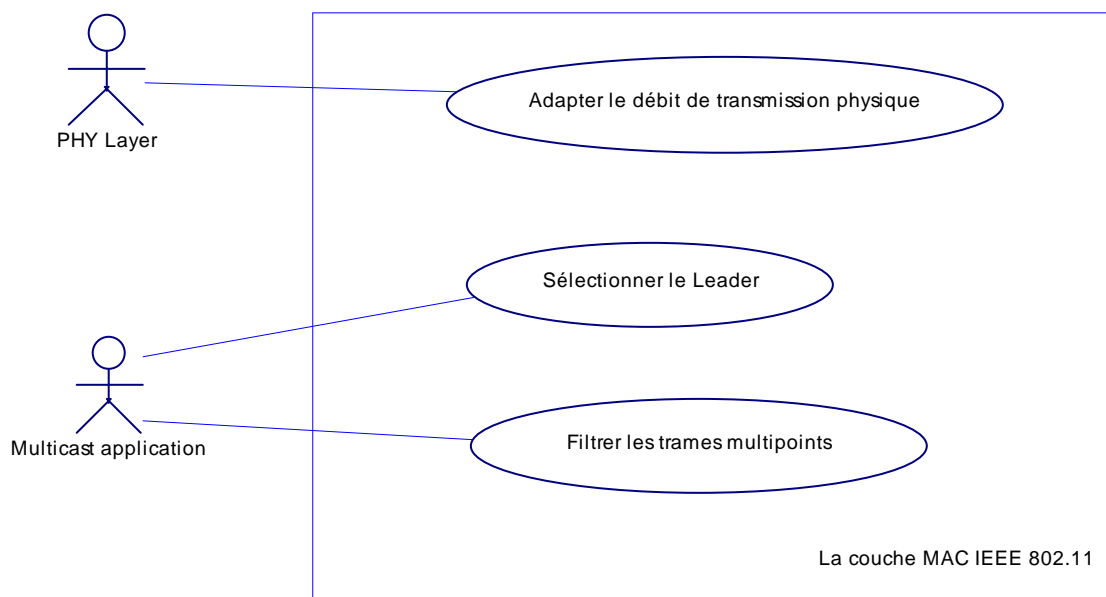 Adapter le débit de transmission physique
PHY Layer
Sélectionner le Leader
Filtrer les trames multipoints
Multicast application
La couche MAC IEEE 802.11